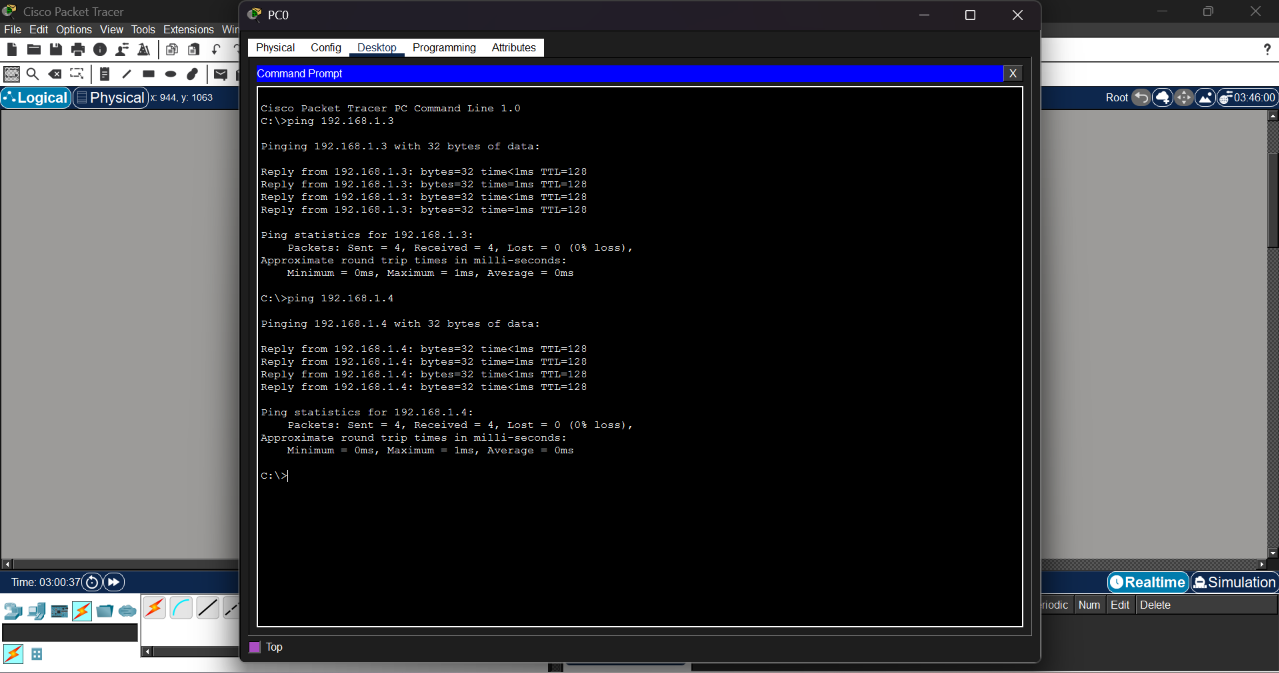 Cisco Packet Tracer
File Edit Options View Tools Extensions
Logical Physical x: 944, y: 1063
Root 03:46:00
PC0
Physical Config Desktop Programming Attributes
Command Prompt X
Cisco Packet Tracer PC Command Line 1.0
C:\>ping 192.168.1.3
Pinging 192.168.1.3 with 32 bytes of data:
Reply from 192.168.1.3: bytes=32 time<1ms TTL=128
Reply from 192.168.1.3: bytes=32 time=1ms TTL=128
Reply from 192.168.1.3: bytes=32 time<1ms TTL=128
Reply from 192.168.1.3: bytes=32 time=1ms TTL=128
Ping statistics for 192.168.1.3:
Packets: Sent = 4, Received = 4, Lost = 0 (0% loss),
Approximate round trip times in milli-seconds:
Minimum = 0ms, Maximum = 1ms, Average = 0ms
C:\>ping 192.168.1.4
Pinging 192.168.1.4 with 32 bytes of data:
Reply from 192.168.1.4: bytes=32 time<1ms TTL=128
Reply from 192.168.1.4: bytes=32 time=1ms TTL=128
Reply from 192.168.1.4: bytes=32 time<1ms TTL=128
Reply from 192.168.1.4: bytes=32 time<1ms TTL=128
Ping statistics for 192.168.1.4:
Packets: Sent = 4, Received = 4, Lost = 0 (0% loss),
Approximate round trip times in milli-seconds:
Minimum = 0ms, Maximum = 1ms, Average = 0ms
C:\>
Top
Time: 03:00:37
Realtime Simulation
Num Edit Delete